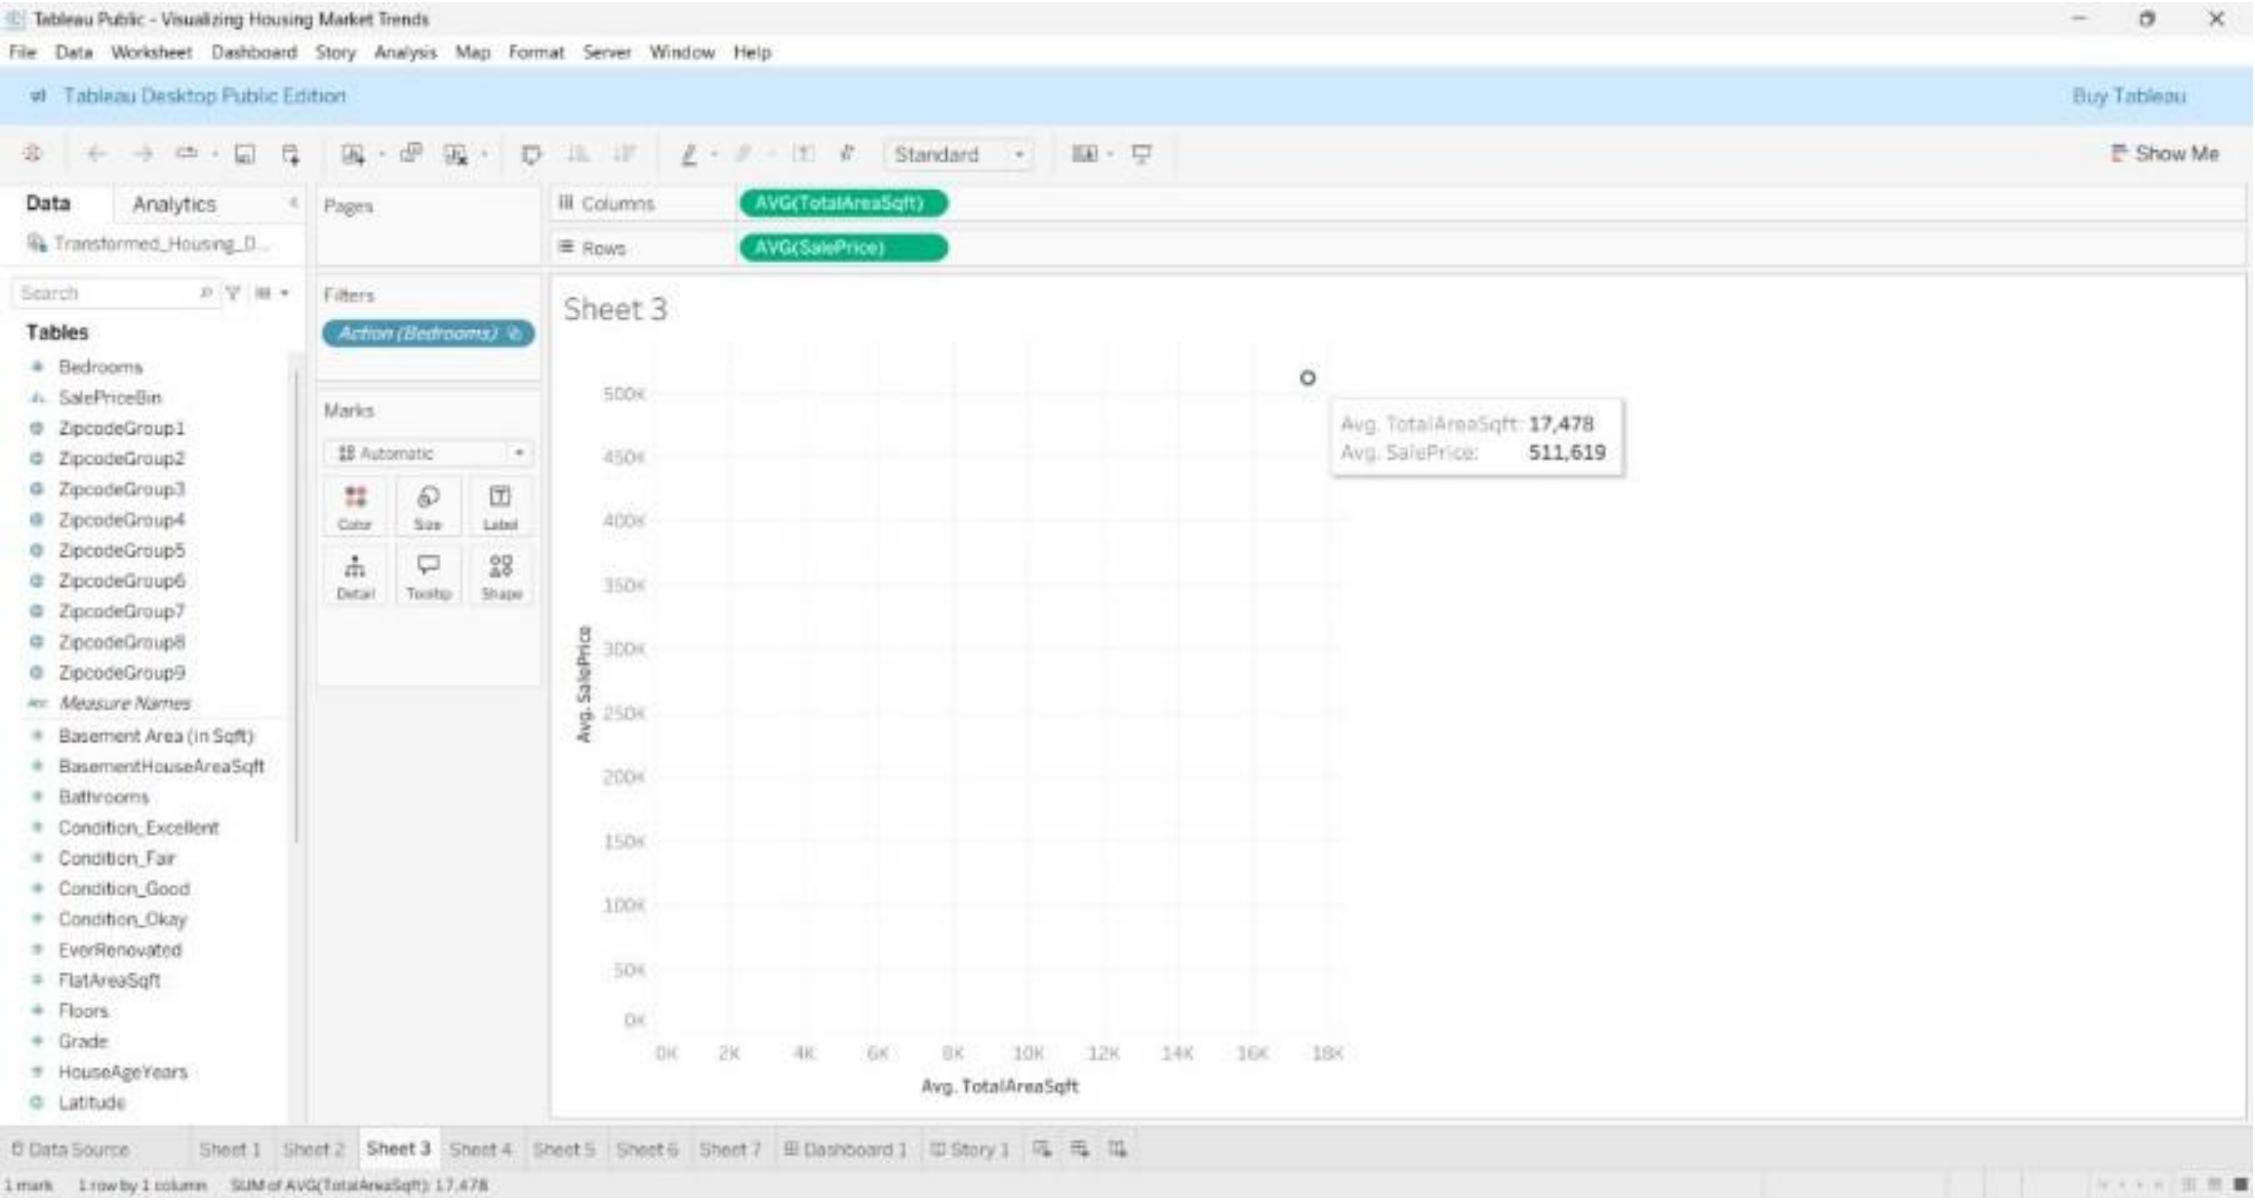 Tableau Public - Visualizing Housing Market Trends
File Data Worksheet Dashboard Story Analysis Map Format Server Window Help
Tableau Desktop Public Edition
Buy Tableau
Standard
Show Me
Data Analytics
Transformed_Housing_D...
Search
Tables
Bedrooms
SalePriceBin
ZipcodeGroup1
ZipcodeGroup2
ZipcodeGroup3
ZipcodeGroup4
ZipcodeGroup5
ZipcodeGroup6
ZipcodeGroup7
ZipcodeGroup8
ZipcodeGroup9
Abc Measure Names
Basement Area (in Sqft)
BasementHouseAreaSqft
Bathrooms
Condition_Excellent
Condition_Fair
Condition_Good
Condition_Okay
EverRenovated
FlatAreaSqft
Floors
Grade
HouseAgeYears
Latitude
Pages
Filters
Action (Bedrooms)
Marks
Automatic
Color Size Label
Detail Tooltip Shape
Columns AVG(TotalAreaSqft)
Rows AVG(SalePrice)
Sheet 3
500K
450K
400K
350K
300K
250K
200K
150K
100K
50K
0K
Avg. SalePrice
Avg. TotalAreaSqft: 17,478
Avg. SalePrice: 511,619
0K 2K 4K 6K 8K 10K 12K 14K 16K 18K
Avg. TotalAreaSqft
Data Source Sheet 1 Sheet 2 Sheet 3 Sheet 4 Sheet 5 Sheet 6 Sheet 7 Dashboard 1 Story 1
1 mark 1 row by 1 column SUM of AVG(TotalAreaSqft): 17,478